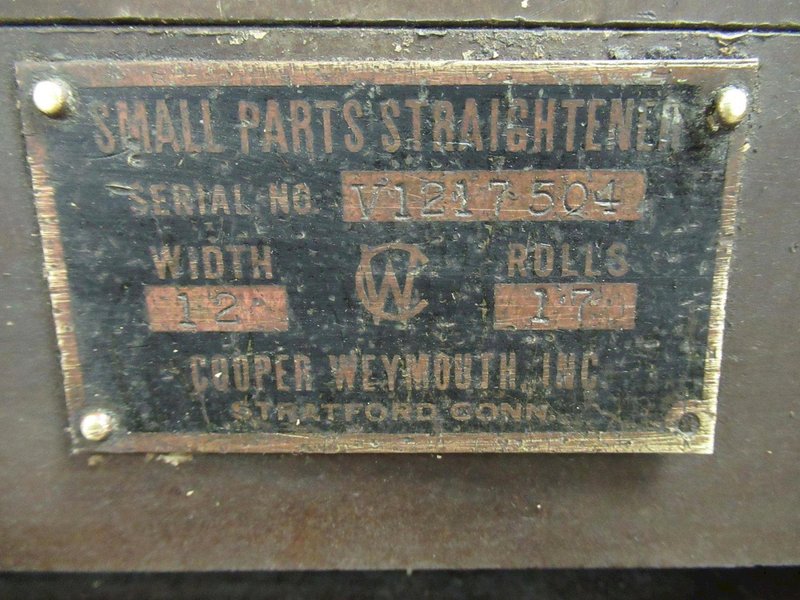 SMALL PARTS STRAIGHTENER
SERIAL NO. V1217 504
WIDTH ROLLS
12" CW 17
COOPER WEYMOUTH, INC.
STRATFORD CONN.